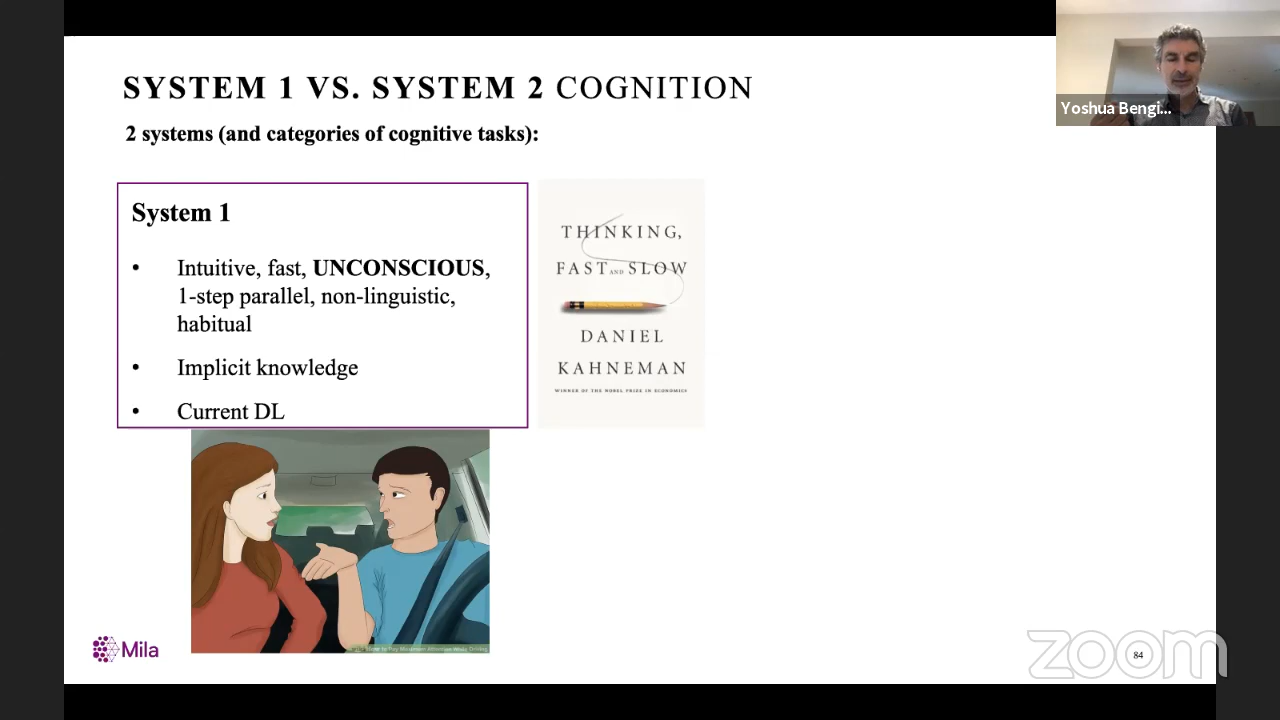 SYSTEM 1 VS. SYSTEM 2 COGNITION
2 systems (and categories of cognitive tasks):
System 1
• Intuitive, fast, UNCONSCIOUS,
1-step parallel, non-linguistic,
habitual
• Implicit knowledge
• Current DL
THINKING,
FAST AND SLOW
DANIEL
KAHNEMAN
WINNER OF THE NOBEL PRIZE IN ECONOMICS
Yoshua Bengi...
Mila
84
zoom